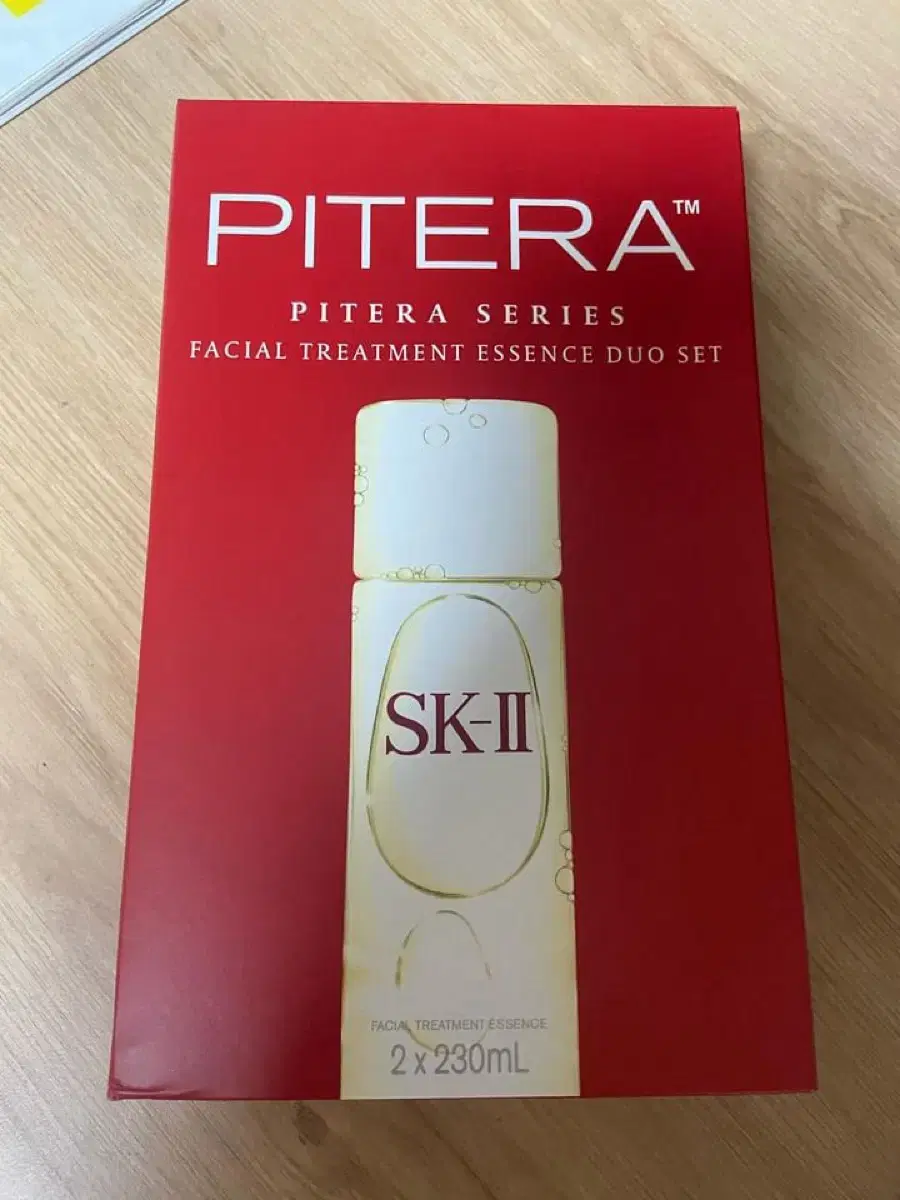 PITERA™
PITERA SERIES
FACIAL TREATMENT ESSENCE DUO SET
SK-II
FACIAL TREATMENT ESSENCE
2 x 230mL